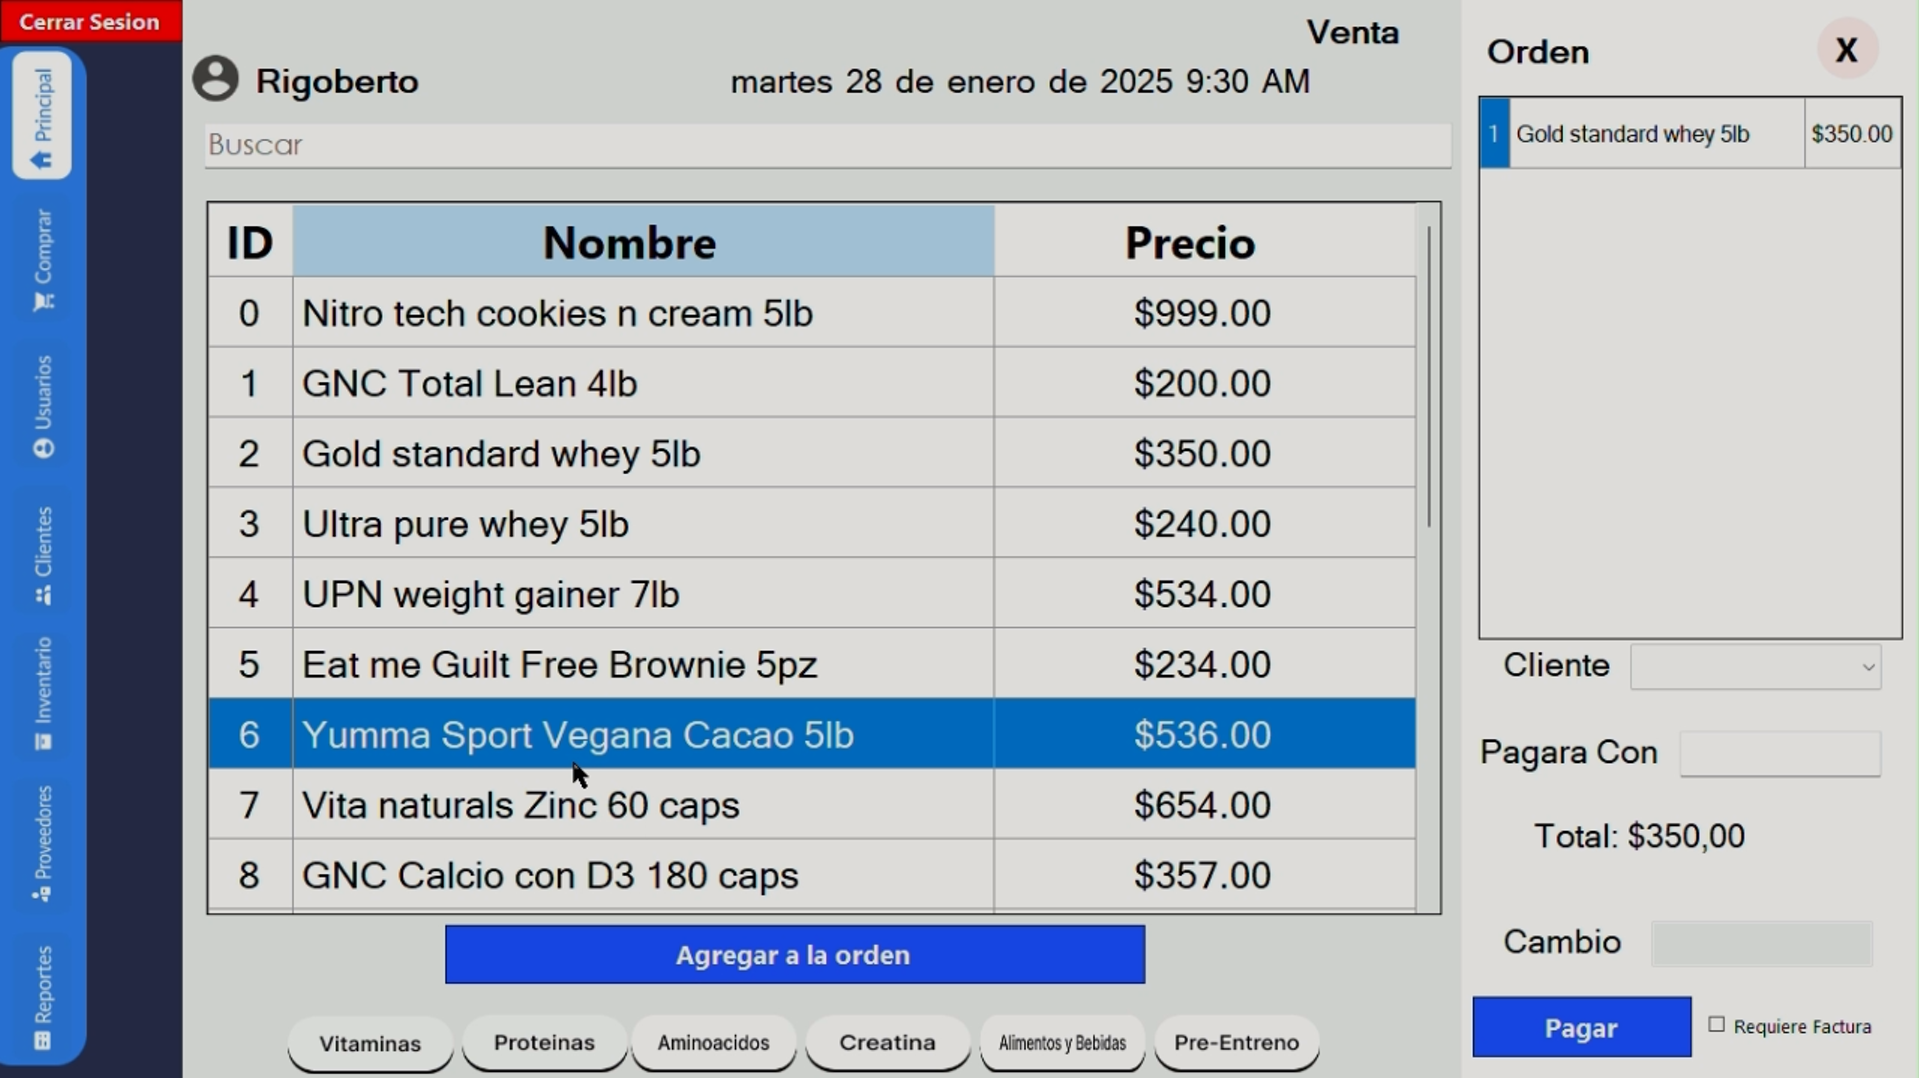 Cerrar Sesion
Principal
Comprar
Usuarios
Clientes
Inventario
Proveedores
Reportes
Venta
Rigoberto
martes 28 de enero de 2025 9:30 AM
Buscar
ID Nombre Precio
0 Nitro tech cookies n cream 5lb $999.00
1 GNC Total Lean 4lb $200.00
2 Gold standard whey 5lb $350.00
3 Ultra pure whey 5lb $240.00
4 UPN weight gainer 7lb $534.00
5 Eat me Guilt Free Brownie 5pz $234.00
6 Yumma Sport Vegana Cacao 5lb $536.00
7 Vita naturals Zinc 60 caps $654.00
8 GNC Calcio con D3 180 caps $357.00
Agregar a la orden
Vitaminas Proteinas Aminoacidos Creatina Alimentos y Bebidas Pre-Entreno
Orden X
1 Gold standard whey 5lb $350.00
Cliente
Pagara Con
Total: $350,00
Cambio
Pagar Requiere Factura